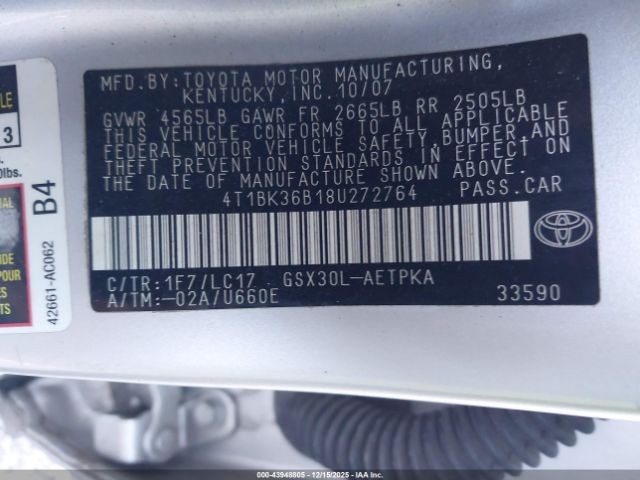 MFD.BY:TOYOTA MOTOR MANUFACTURING,
KENTUCKY,INC.10/07
GVWR 4565LB GAWR FR 2665LB RR 2505LB
THIS VEHICLE CONFORMS TO ALL APPLICABLE
FEDERAL MOTOR VEHICLE SAFETY,BUMPER,AND
THEFT PREVENTION STANDARDS IN EFFECT ON
THE DATE OF MANUFACTURE SHOWN ABOVE.
4T1BK36B18U272764 PASS.CAR
C/TR:1F7/LC17 GSX30L-AETPKA
A/TM:-02A/U660E 33590
3
lbs.
B4
42661-AC062
--- 43948805 --- 12/15/2025 --- IAAI ---